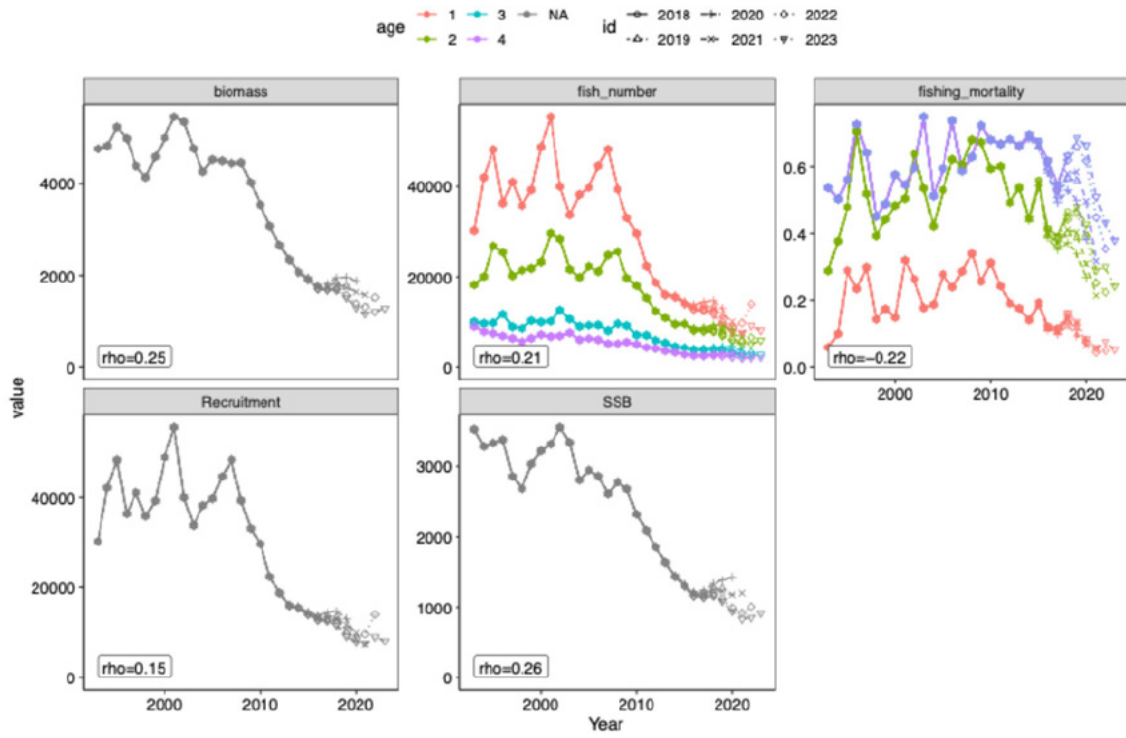 age 1 3 NA id 2018 2020 2022
2 4 2019 2021 2023
biomass fish_number fishing_mortality
4000 40000 0.6
0.4
2000 20000 0.2
0 0 0.0
rho=0.25 rho=0.21 rho=−0.22
2000 2010 2020
value
Recruitment SSB
40000 3000
2000
20000 1000
0 0
rho=0.15 rho=0.26
2000 2010 2020 2000 2010 2020
Year